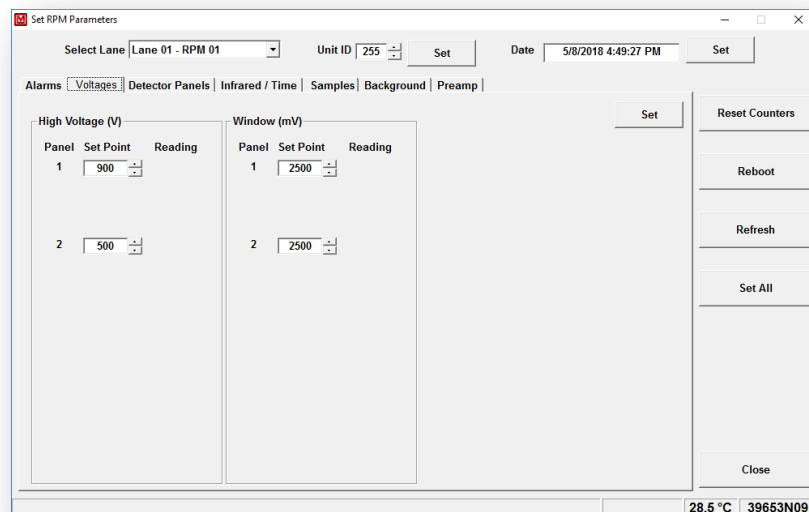 Set RPM Parameters
Select Lane Lane 01 - RPM 01 Unit ID 255 Set Date 5/8/2018 4:49:27 PM Set
Alarms Voltages Detector Panels Infrared / Time Samples Background Preamp
High Voltage (V)
Panel Set Point Reading
1 900
2 500
Window (mV)
Panel Set Point Reading
1 2500
2 2500
Set
Reset Counters
Reboot
Refresh
Set All
Close
28.5 °C 39653N09